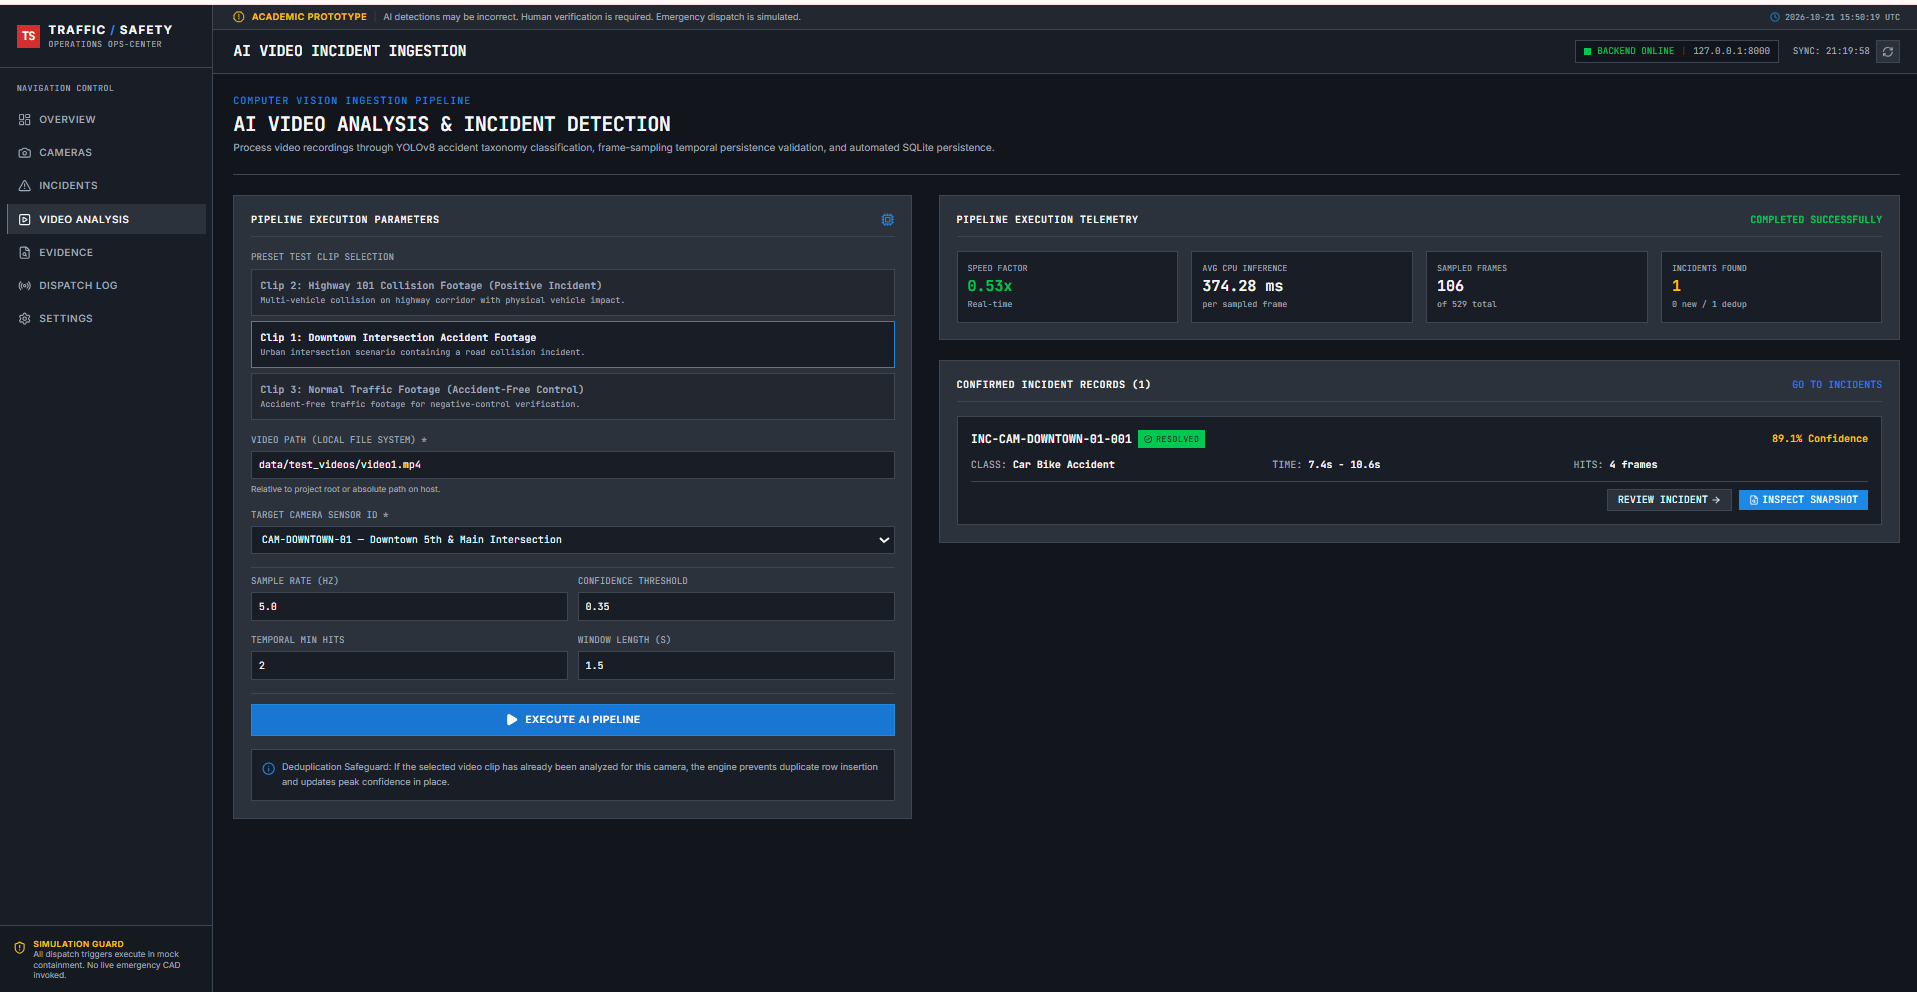 TS
TRAFFIC / SAFETY
OPERATIONS OPS-CENTER
NAVIGATION CONTROL
OVERVIEW
CAMERAS
INCIDENTS
VIDEO ANALYSIS
EVIDENCE
DISPATCH LOG
SETTINGS
SIMULATION GUARD
All dispatch triggers execute in mock
containment. No live emergency CAD
invoked.
ACADEMIC PROTOTYPE | AI detections may be incorrect. Human verification is required. Emergency dispatch is simulated.
2026-10-21 15:50:19 UTC
AI VIDEO INCIDENT INGESTION
BACKEND ONLINE | 127.0.0.1:8000
SYNC: 21:19:58
COMPUTER VISION INGESTION PIPELINE
AI VIDEO ANALYSIS & INCIDENT DETECTION
Process video recordings through YOLOv8 accident taxonomy classification, frame-sampling temporal persistence validation, and automated SQLite persistence.
PIPELINE EXECUTION PARAMETERS
PRESET TEST CLIP SELECTION
Clip 2: Highway 101 Collision Footage (Positive Incident)
Multi-vehicle collision on highway corridor with physical vehicle impact.
Clip 1: Downtown Intersection Accident Footage
Urban intersection scenario containing a road collision incident.
Clip 3: Normal Traffic Footage (Accident-Free Control)
Accident-free traffic footage for negative-control verification.
VIDEO PATH (LOCAL FILE SYSTEM) *
data/test_videos/video1.mp4
Relative to project root or absolute path on host.
TARGET CAMERA SENSOR ID *
CAM-DOWNTOWN-01 — Downtown 5th & Main Intersection
SAMPLE RATE (HZ)
5.0
CONFIDENCE THRESHOLD
0.35
TEMPORAL MIN HITS
2
WINDOW LENGTH (S)
1.5
EXECUTE AI PIPELINE
Deduplication Safeguard: If the selected video clip has already been analyzed for this camera, the engine prevents duplicate row insertion
and updates peak confidence in place.
PIPELINE EXECUTION TELEMETRY
COMPLETED SUCCESSFULLY
SPEED FACTOR
0.53x
Real-time
AVG CPU INFERENCE
374.28 ms
per sampled frame
SAMPLED FRAMES
106
of 529 total
INCIDENTS FOUND
1
0 new / 1 dedup
CONFIRMED INCIDENT RECORDS (1)
GO TO INCIDENTS
INC-CAM-DOWNTOWN-01-001
RESOLVED
89.1% Confidence
CLASS: Car Bike Accident
TIME: 7.4s - 10.6s
HITS: 4 frames
REVIEW INCIDENT →
INSPECT SNAPSHOT